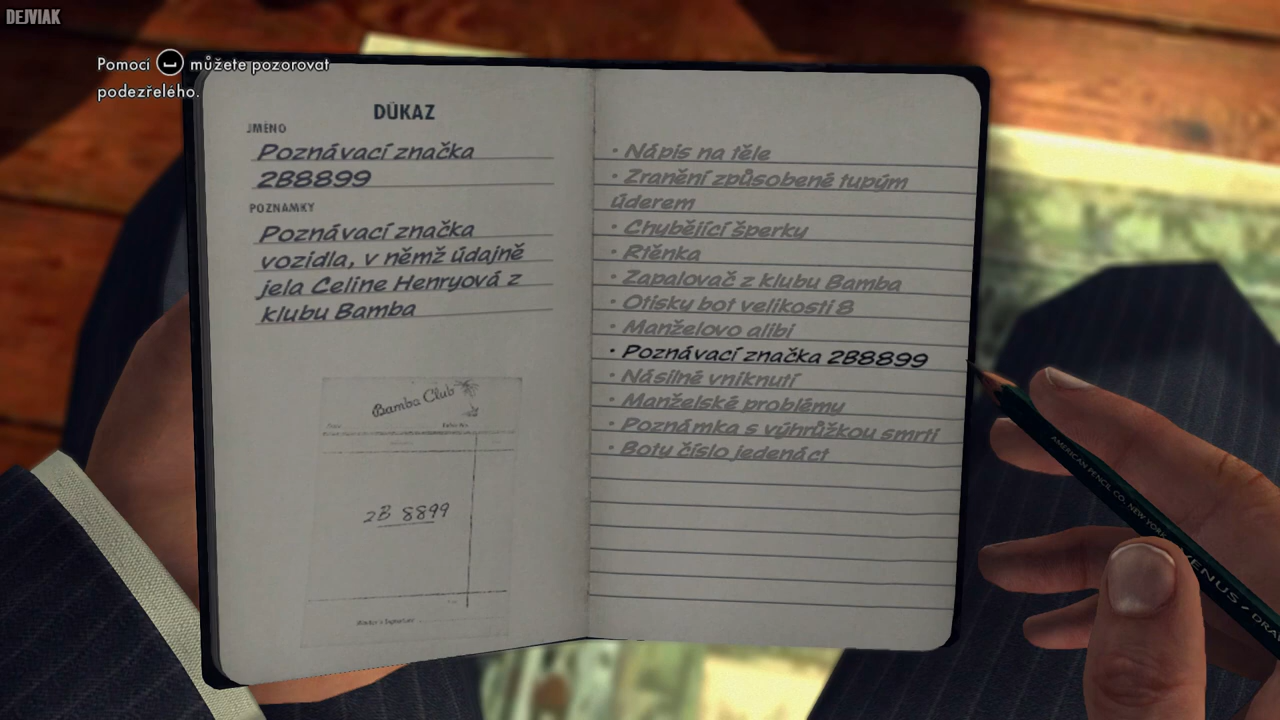 DEJVIAK
Pomocí můžete pozorovat
podezřelého.
DŮKAZ
JMÉNO
Poznávací značka
2B8899
POZNÁMKY
Poznávací značka
vozidla, v němž údajně
jela Celine Henryová z
klubu Bamba
Bamba Club
2B 8899
• Nápis na těle
• Zranění způsobené tupým
úderem
• Chybějící šperky
• Rtěnka
• Zapalovač z klubu Bamba
• Otisky bot velikosti 8
• Manželovo alibi
• Poznávací značka 2B8899
• Násilné vniknutí
• Manželské problémy
• Poznámka s výhrůžkou smrti
• Boty číslo jedenáct
AMERICAN PENCIL CO. NEW YORK
VENUS/DRA